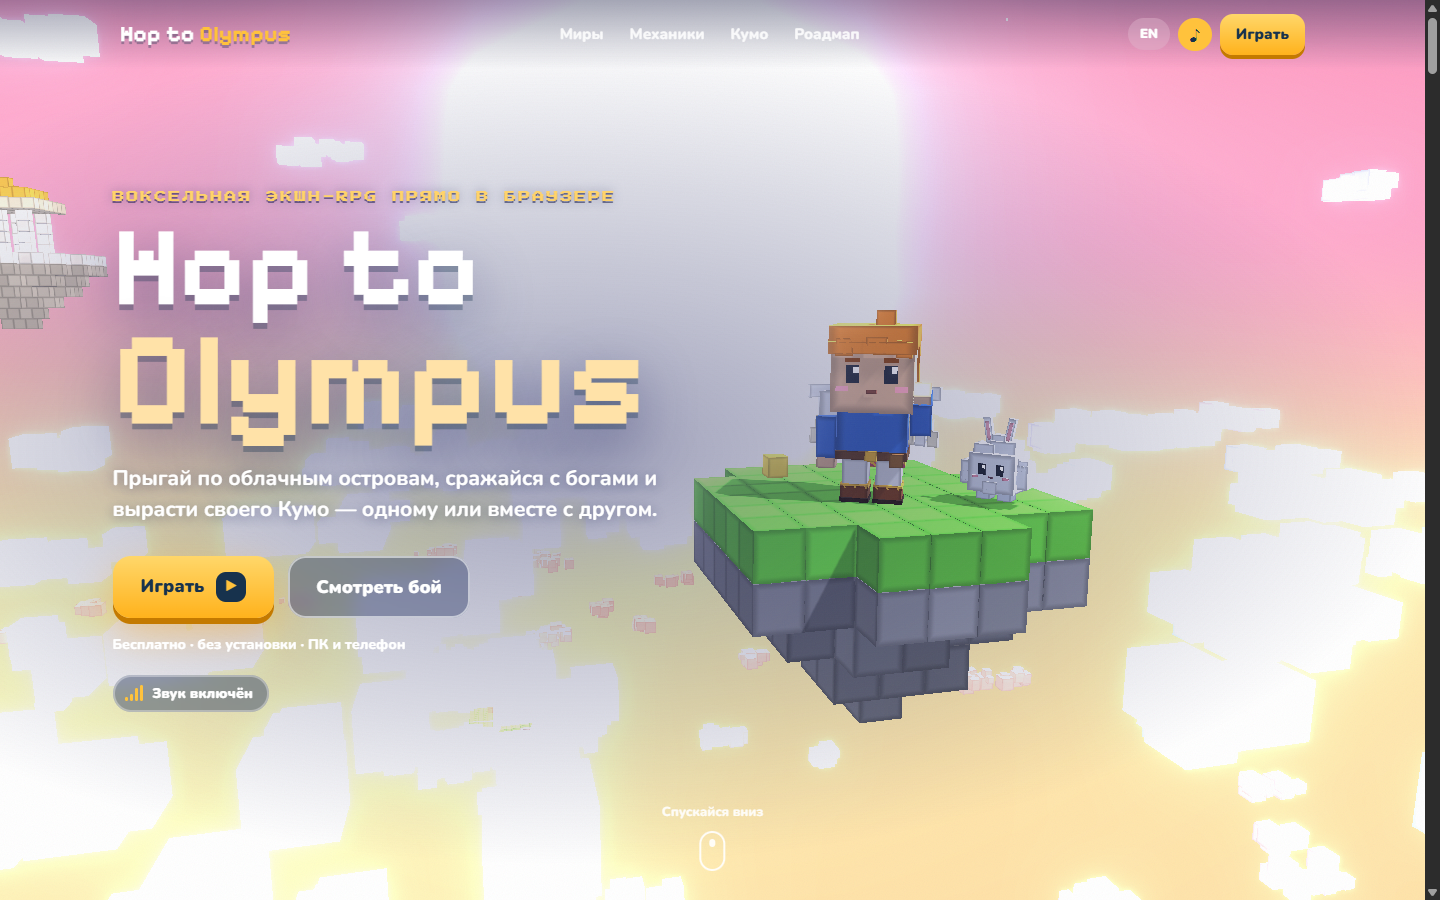 Hop to Olympus
Миры
Механики
Кумо
Роадмап
EN
Играть
ВОКСЕЛЬНАЯ ЭКШН-RPG ПРЯМО В БРАУЗЕРЕ
Hop to
Olympus
Прыгай по облачным островам, сражайся с богами и
вырасти своего Кумо — одному или вместе с другом.
Играть
Смотреть бой
Бесплатно · без установки · ПК и телефон
Звук включён
Спускайся вниз